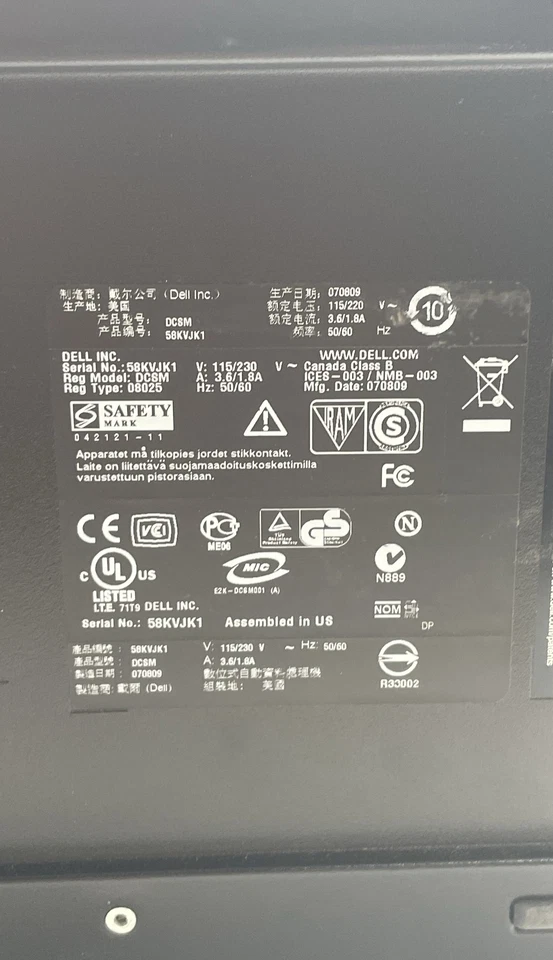 制造商: 戴尔公司 (Dell Inc.) 生产日期: 070809
生产地: 美国 额定电压: 115/220 V~
产品型号: DCSM 额定电流: 3.6/1.8A
产品编号: 58KVJK1 频率: 50/60 Hz
10
DELL INC. WWW.DELL.COM
Serial No.: 58KVJK1 V: 115/230 V ~ Canada Class B
Reg Model: DCSM A: 3.6/1.8A ICES-003 / NMB-003
Reg Type: 08025 Hz: 50/60 Mfg. Date: 070809
S SAFETY
MARK
042121-11
VRAM S
Apparatet må tilkoples jordet stikkontakt.
Laite on liitettävä suojamaadoituskoskettimilla
varustettuun pistorasiaan.
FC
CE VCI PG
ME06
TÜV
GS N
C UL US
LISTED
I.T.E. 71T9 DELL INC.
MIC
E2K-DCSM001 (A)
N889
NOM
Serial No.: 58KVJK1 Assembled in US DP
產品編號: 58KVJK1 V: 115/230 V ~ Hz: 50/60
產品型號: DCSM A: 3.6/1.8A
製造日期: 070809 數位式自動資料處理機
製造商: 戴爾 (Dell) 組裝地: 美國
R33002